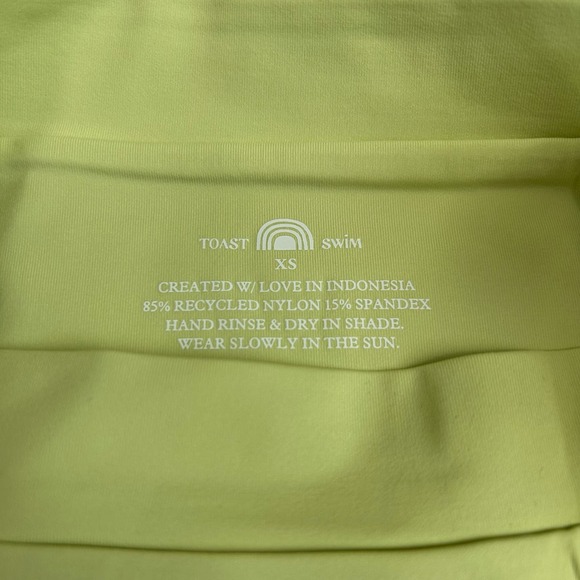 TOAST SWiM
XS
CREATED W/ LOVE IN INDONESIA
85% RECYCLED NYLON 15% SPANDEX
HAND RINSE & DRY IN SHADE.
WEAR SLOWLY IN THE SUN.